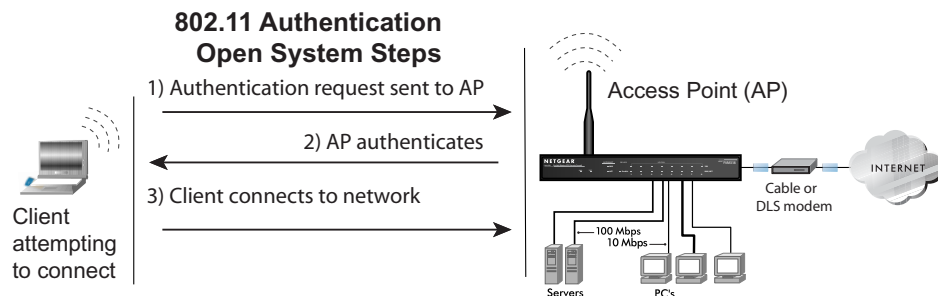 802.11 Authentication
Open System Steps
1) Authentication request sent to AP
2) AP authenticates
3) Client connects to network
Client
attempting
to connect
Access Point (AP)
NETGEAR
INTERNET
Cable or
DLS modem
100 Mbps
10 Mbps
Servers
PC's